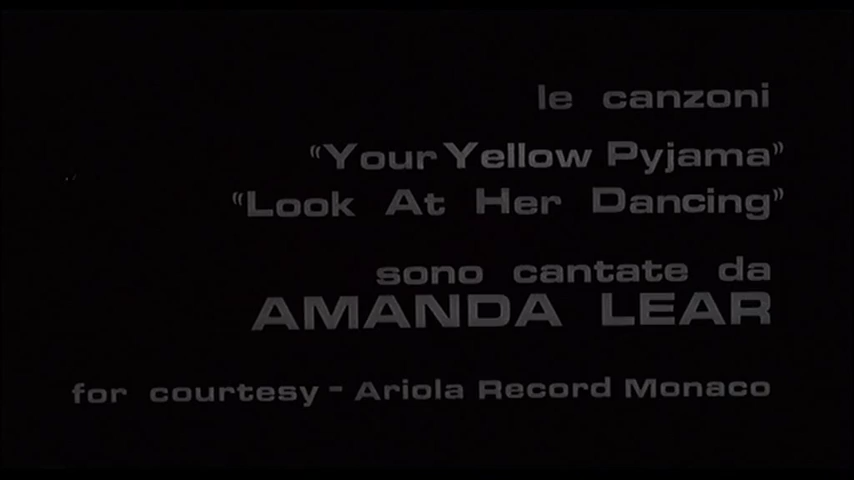 le canzoni
“Your Yellow Pyjama”
“Look At Her Dancing”
sono cantate da
AMANDA LEAR
for courtesy - Ariola Record Monaco